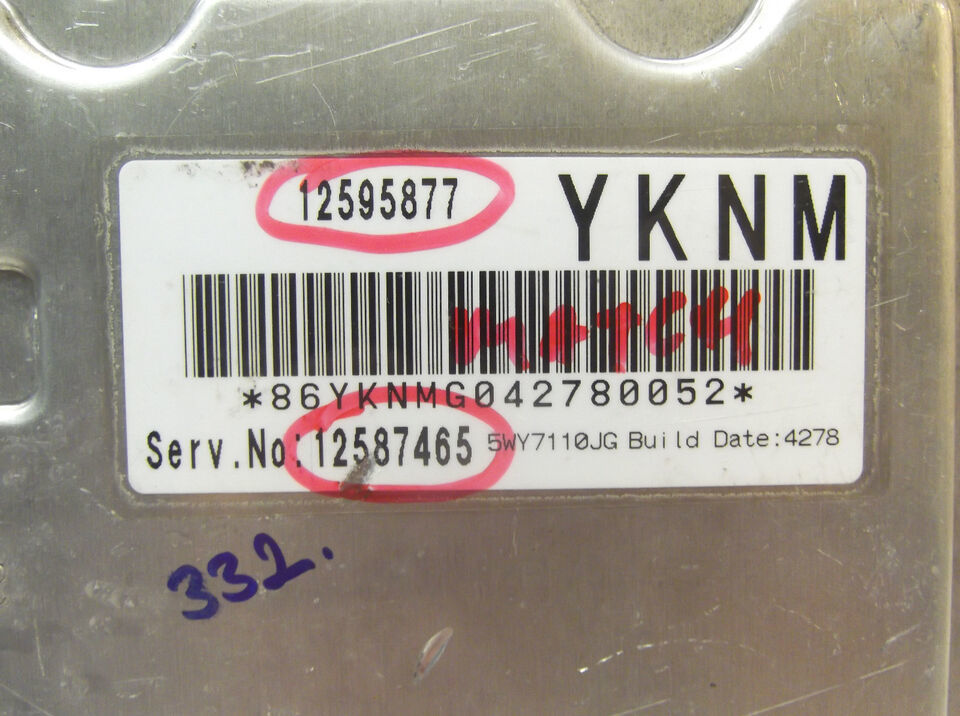 12595877 YKNM
MATCH
*86YKNMG042780052*
Serv.No:12587465 5WY7110JG Build Date:4278
332.